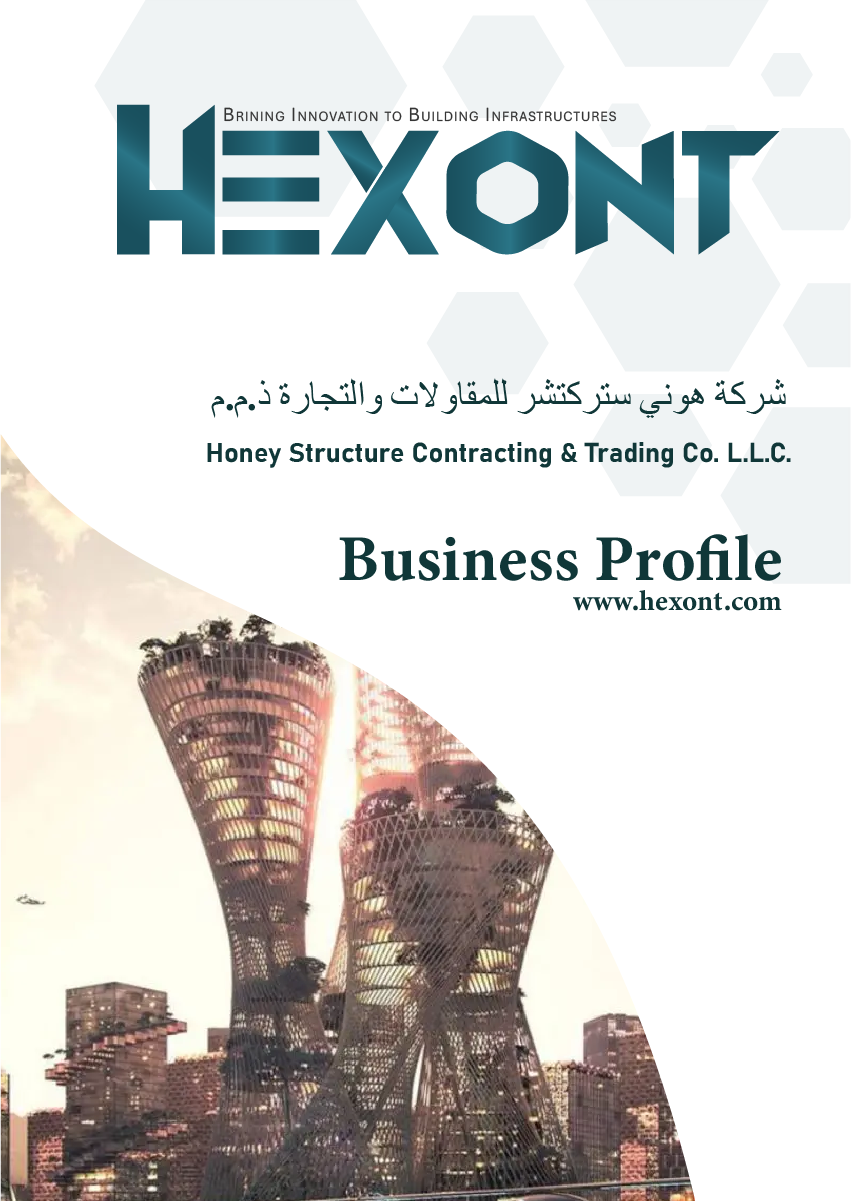 BRINING INNOVATION TO BUILDING INFRASTRUCTURES
HEXONT
شركة هوني ستركتشر للمقاولات والتجارة ذ.م.م
Honey Structure Contracting & Trading Co. L.L.C.
Business Profile
www.hexont.com